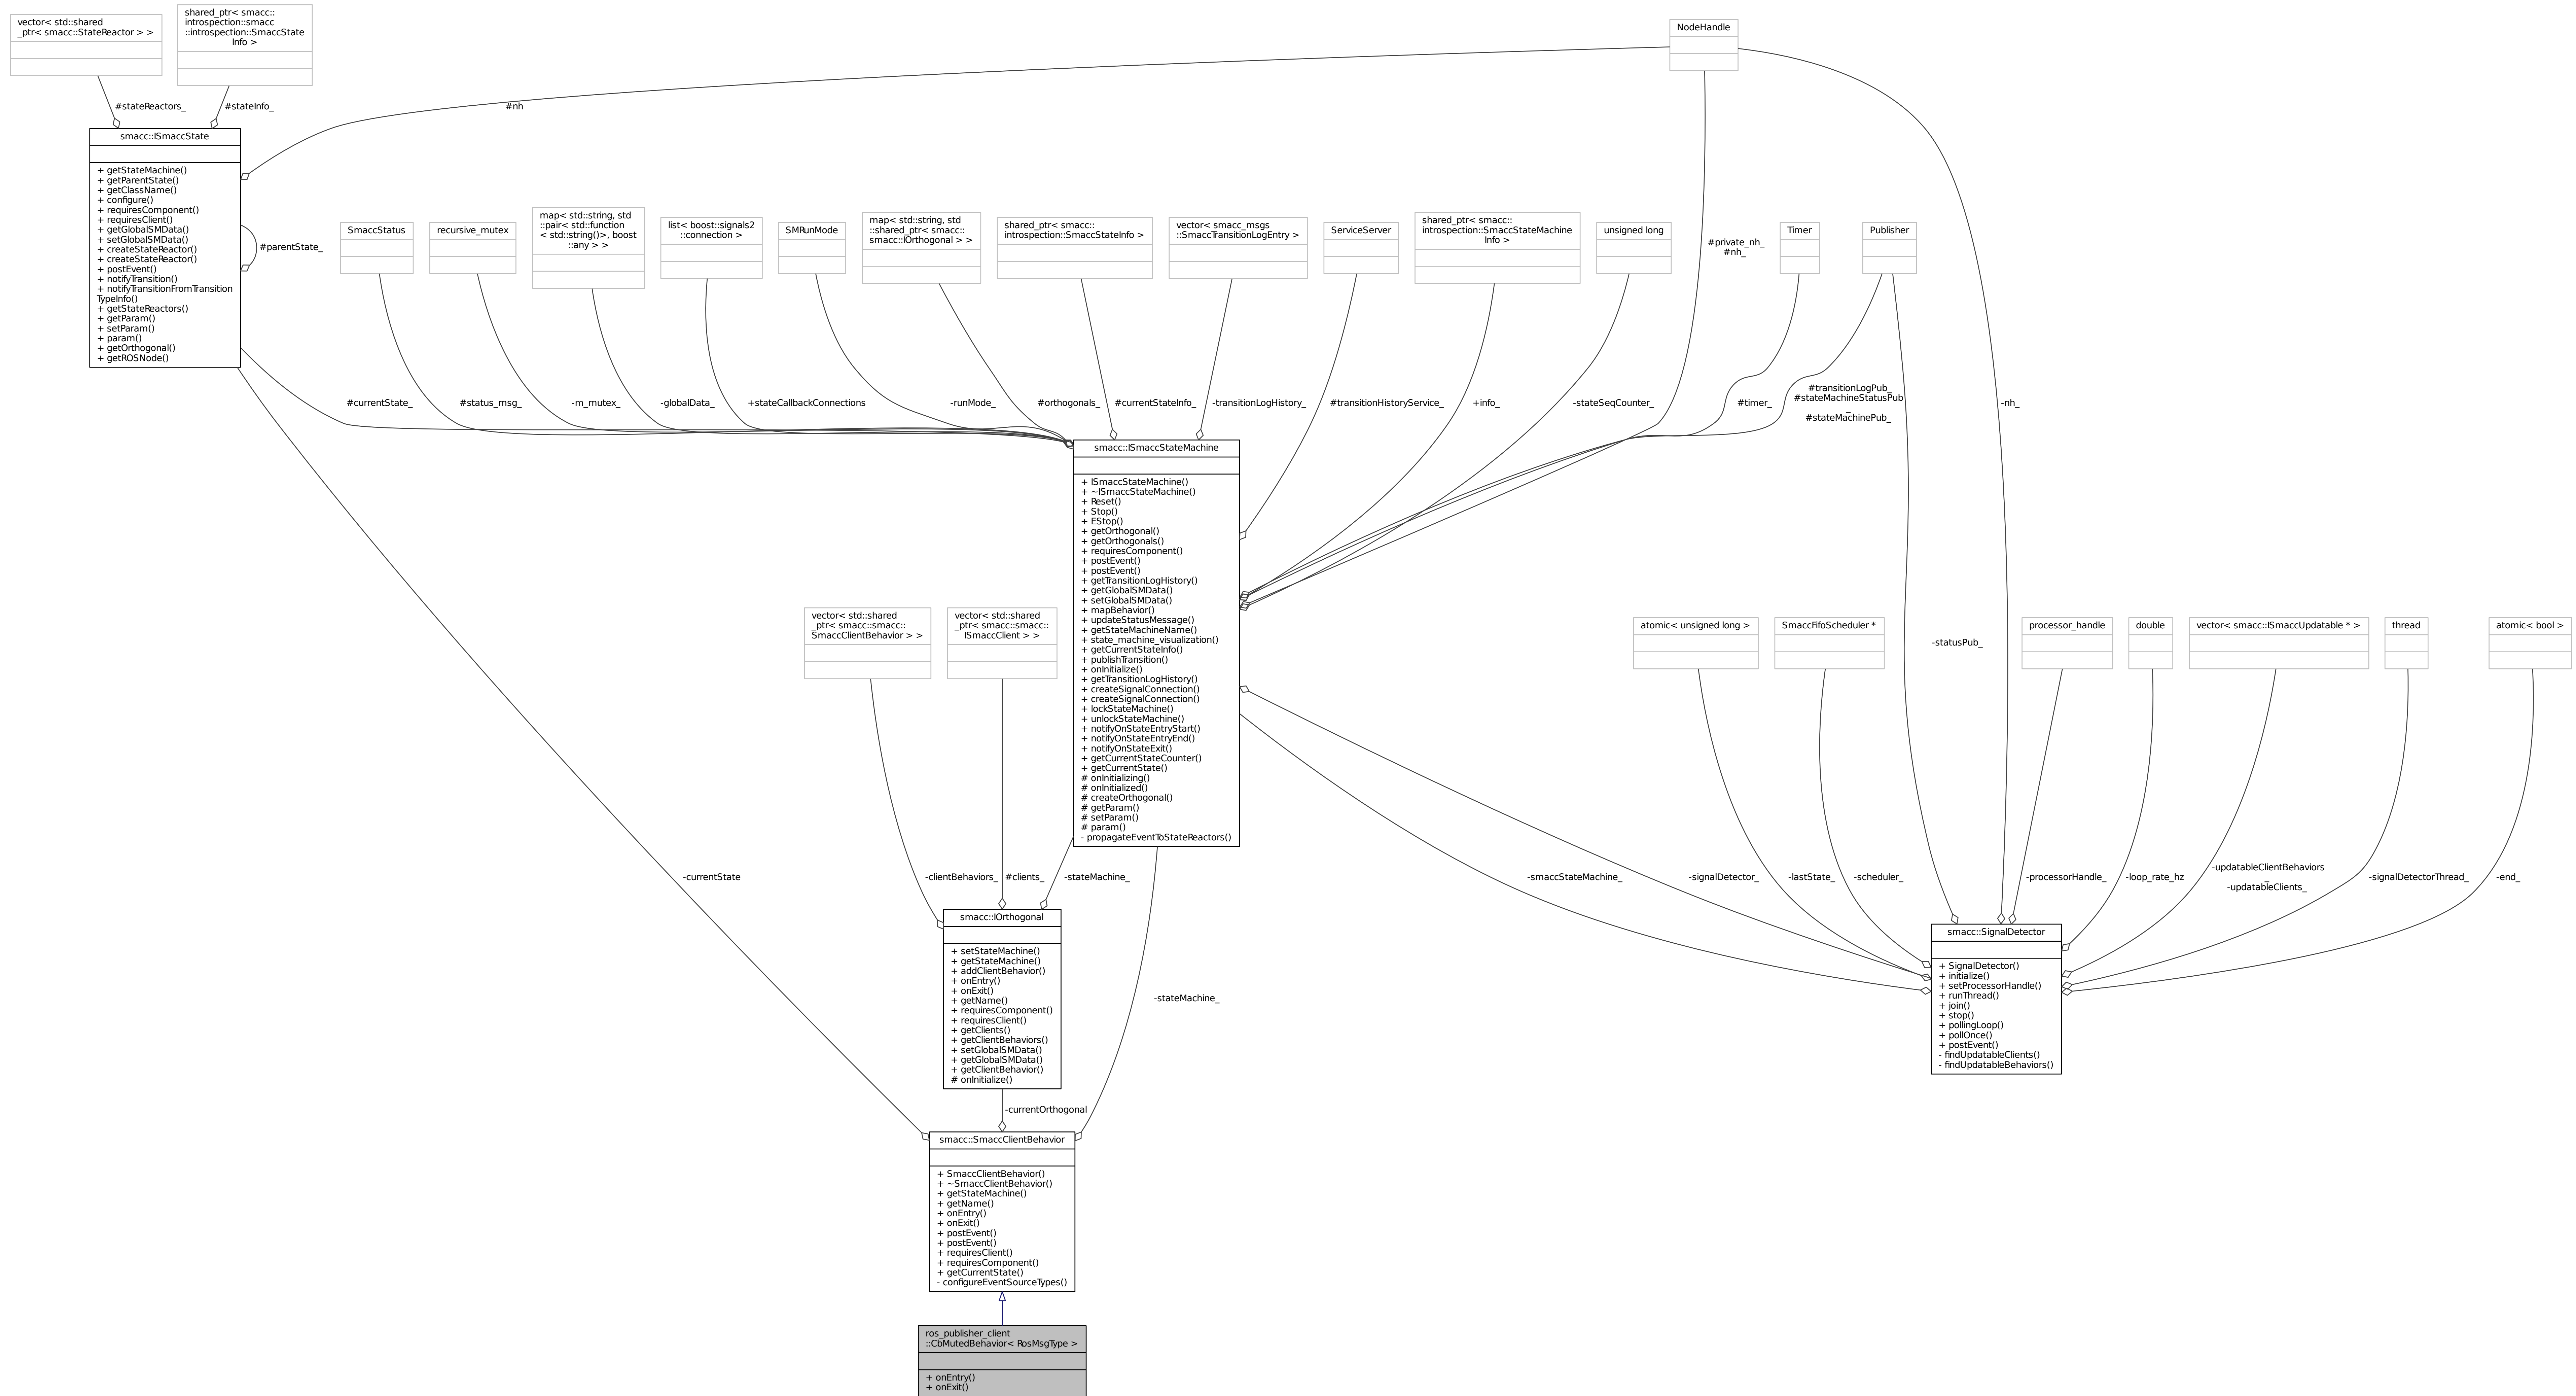 vector< std::shared
_ptr< smacc::StateReactor > >
shared_ptr< smacc::
introspection::smacc
::introspection::SmaccState
Info >
NodeHandle
#stateReactors_
#stateInfo_
#nh
smacc::ISmaccState
+ getStateMachine()
+ getParentState()
+ getClassName()
+ configure()
+ requiresComponent()
+ requiresClient()
+ getGlobalSMData()
+ setGlobalSMData()
+ createStateReactor()
+ createStateReactor()
+ postEvent()
+ notifyTransition()
+ notifyTransitionFromTransition
TypeInfo()
+ getStateReactors()
+ getParam()
+ setParam()
+ param()
+ getOrthogonal()
+ getROSNode()
#parentState_
SmaccStatus
recursive_mutex
map< std::string, std
::pair< std::function
< std::string()>, boost
::any > >
list< boost::signals2
::connection >
SMRunMode
map< std::string, std
::shared_ptr< smacc::
smacc::IOrthogonal > >
shared_ptr< smacc::
introspection::SmaccStateInfo >
vector< smacc_msgs
::SmaccTransitionLogEntry >
ServiceServer
shared_ptr< smacc::
introspection::SmaccStateMachine
Info >
unsigned long
#private_nh_
#nh_
Timer
Publisher
#currentState_
#status_msg_
-m_mutex_
-globalData_
+stateCallbackConnections
-runMode_
#orthogonals_
#currentStateInfo_
-transitionLogHistory_
#transitionHistoryService_
+info_
-stateSeqCounter_
#timer_
#transitionLogPub_
#stateMachineStatusPub
_
#stateMachinePub_
-nh_
smacc::ISmaccStateMachine
+ ISmaccStateMachine()
+ ~ISmaccStateMachine()
+ Reset()
+ Stop()
+ EStop()
+ getOrthogonal()
+ getOrthogonals()
+ requiresComponent()
+ postEvent()
+ postEvent()
+ getTransitionLogHistory()
+ getGlobalSMData()
+ setGlobalSMData()
+ mapBehavior()
+ updateStatusMessage()
+ getStateMachineName()
+ state_machine_visualization()
+ getCurrentStateInfo()
+ publishTransition()
+ onInitialize()
+ getTransitionLogHistory()
+ createSignalConnection()
+ createSignalConnection()
+ lockStateMachine()
+ unlockStateMachine()
+ notifyOnStateEntryStart()
+ notifyOnStateEntryEnd()
+ notifyOnStateExit()
+ getCurrentStateCounter()
+ getCurrentState()
# onInitializing()
# onInitialized()
# createOrthogonal()
# getParam()
# setParam()
# param()
- propagateEventToStateReactors()
vector< std::shared
_ptr< smacc::smacc::
SmaccClientBehavior > >
vector< std::shared
_ptr< smacc::smacc::
ISmaccClient > >
atomic< unsigned long >
SmaccFifoScheduler *
-statusPub_
processor_handle
double
vector< smacc::ISmaccUpdatable * >
thread
atomic< bool >
-currentState
-clientBehaviors_
#clients_
-stateMachine_
-smaccStateMachine_
-signalDetector_
-lastState_
-scheduler_
-processorHandle_
-loop_rate_hz
-updatableClientBehaviors
_
-updatableClients_
-signalDetectorThread_
-end_
smacc::IOrthogonal
+ setStateMachine()
+ getStateMachine()
+ addClientBehavior()
+ onEntry()
+ onExit()
+ getName()
+ requiresComponent()
+ requiresClient()
+ getClients()
+ getClientBehaviors()
+ setGlobalSMData()
+ getGlobalSMData()
+ getClientBehavior()
# onInitialize()
-stateMachine_
smacc::SignalDetector
+ SignalDetector()
+ initialize()
+ setProcessorHandle()
+ runThread()
+ join()
+ stop()
+ pollingLoop()
+ pollOnce()
+ postEvent()
- findUpdatableClients()
- findUpdatableBehaviors()
-currentOrthogonal
smacc::SmaccClientBehavior
+ SmaccClientBehavior()
+ ~SmaccClientBehavior()
+ getStateMachine()
+ getName()
+ onEntry()
+ onExit()
+ postEvent()
+ postEvent()
+ requiresClient()
+ requiresComponent()
+ getCurrentState()
- configureEventSourceTypes()
ros_publisher_client
::CbMutedBehavior< RosMsgType >
+ onEntry()
+ onExit()